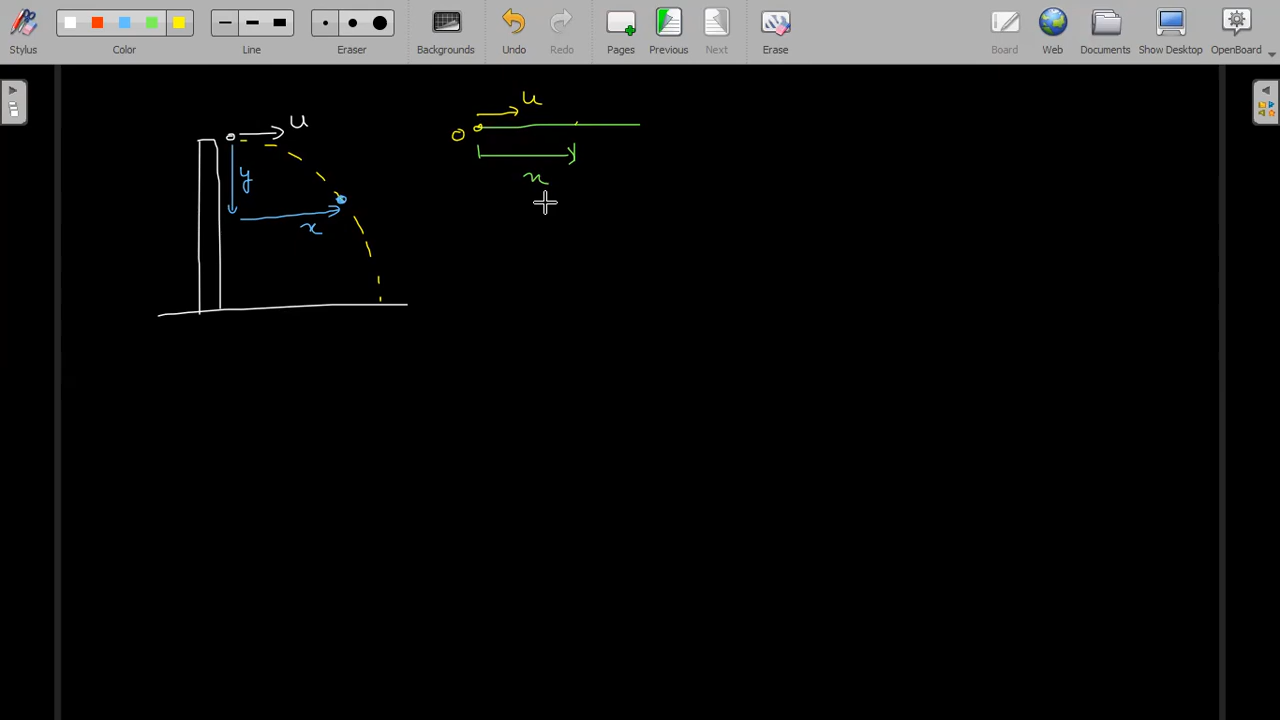 Stylus Color Line Eraser Backgrounds Undo Redo Pages Previous Next Erase Board Web Documents Show Desktop OpenBoard
u
u
O
x
y
x